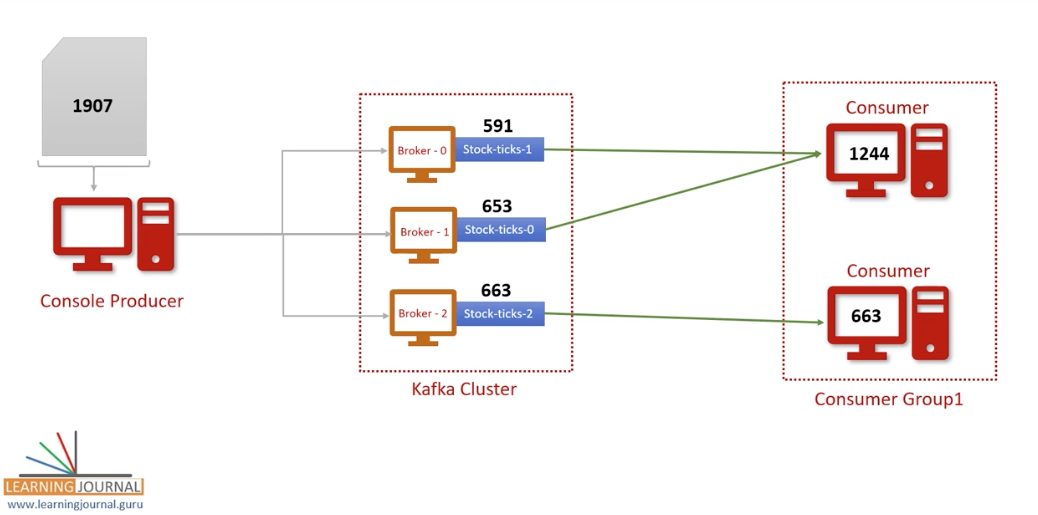 1907
Console Producer
591
Broker - 0
Stock-ticks-1
653
Broker - 1
Stock-ticks-0
663
Broker - 2
Stock-ticks-2
Kafka Cluster
Consumer
1244
Consumer
663
Consumer Group1
LEARNING JOURNAL
www.learningjournal.guru